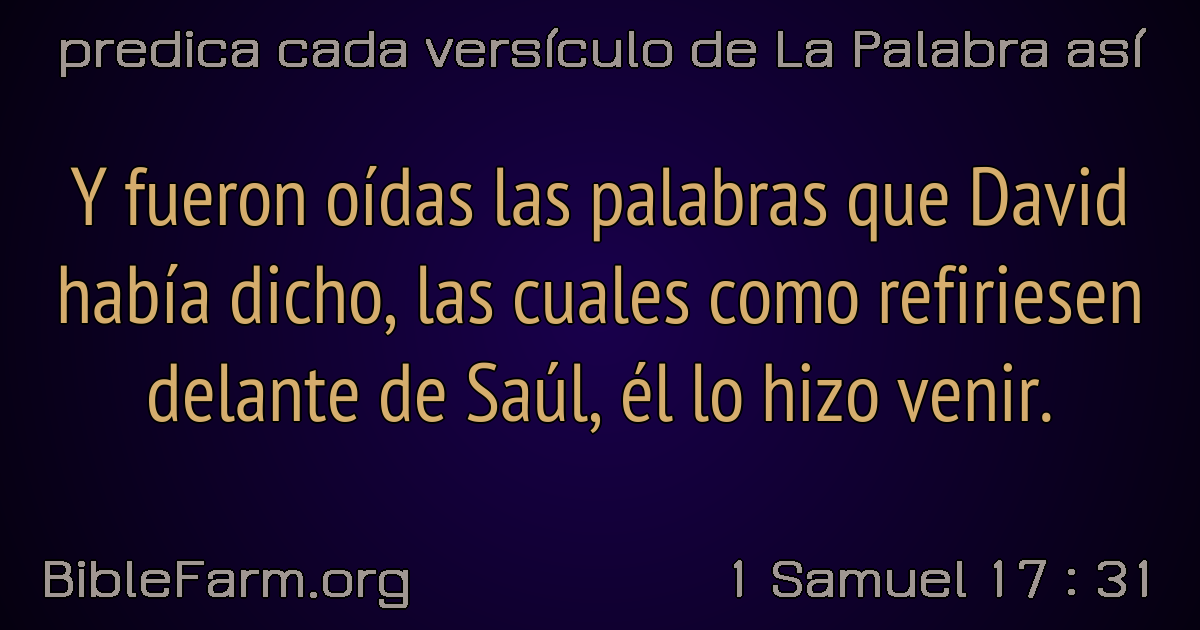 predica cada versículo de La Palabra así
Y fueron oídas las palabras que David
había dicho, las cuales como refiriesen
delante de Saúl, él lo hizo venir.
BibleFarm.org
1 Samuel 17 : 31